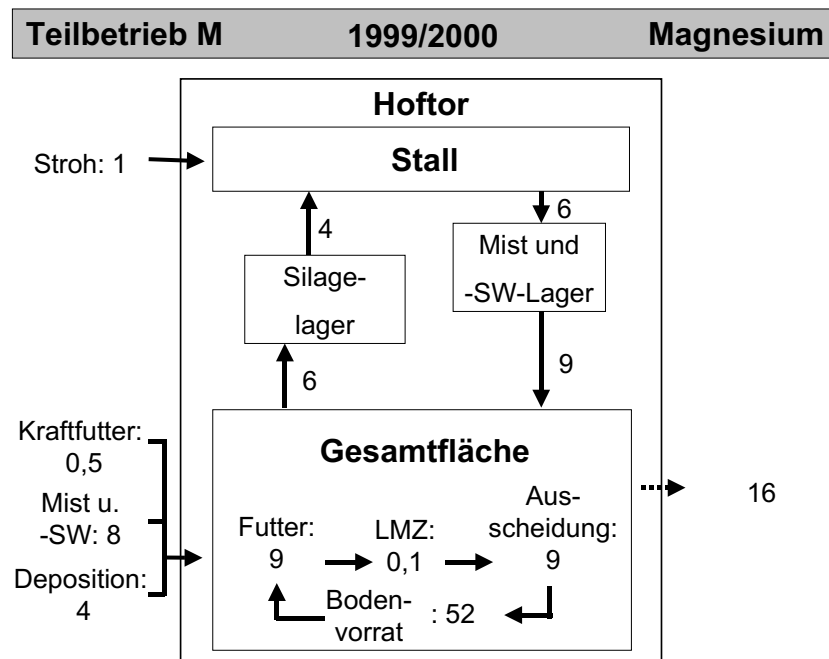 Teilbetrieb M 1999/2000 Magnesium
Hoftor
Stall
Stroh: 1
4
6
Silage-
lager
Mist und
-SW-Lager
6
9
Kraftfutter:
0,5
Mist u.
-SW: 8
Deposition:
4
Gesamtfläche
Futter:
9
LMZ:
0,1
Aus-
scheidung:
9
Boden-
vorrat
: 52
16